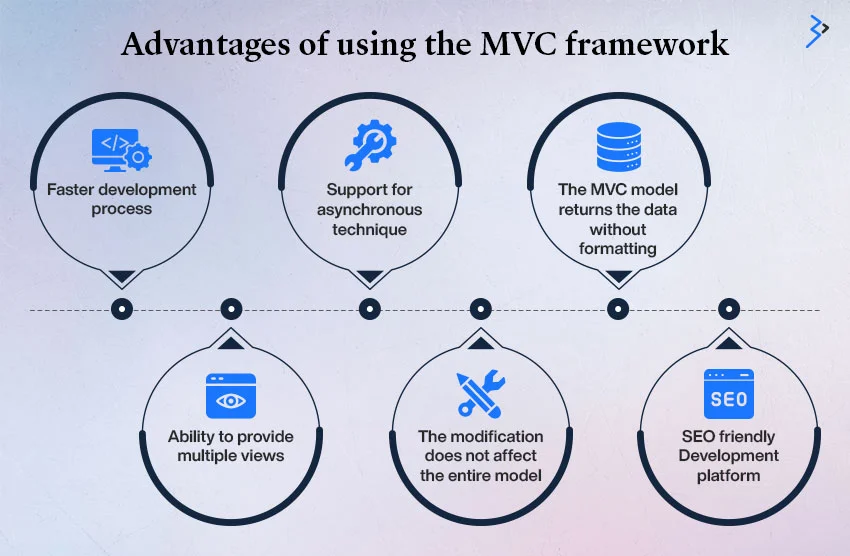 Advantages of using the MVC framework
</>
Faster development
process
Support for
asynchronous
technique
The MVC model
returns the data
without
formatting
Ability to provide
multiple views
The modification
does not affect
the entire model
SEO
SEO friendly
Development
platform